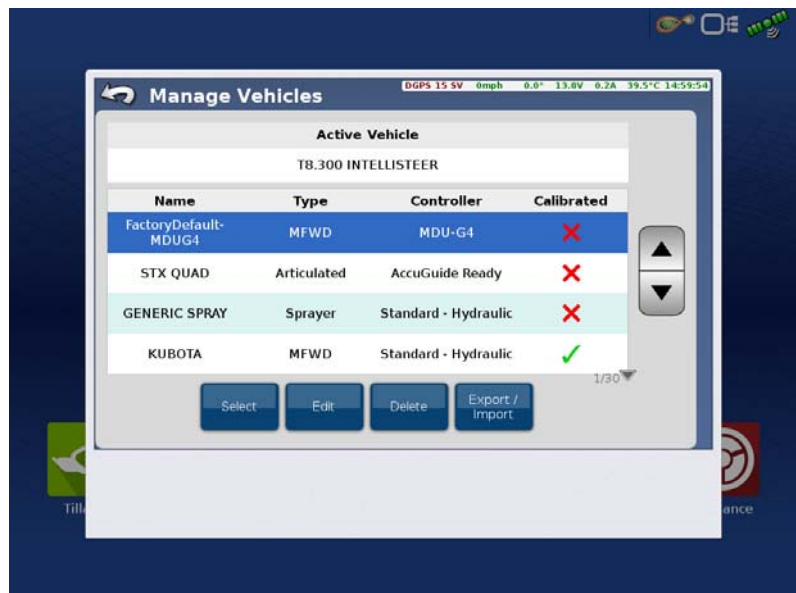 Manage Vehicles
DGPS 15 SV 0mph 0.0° 13.0V 0.2A 39.5°C 14:59:54
Active Vehicle
T8.300 INTELLISTEER
Name Type Controller Calibrated
FactoryDefault-
MDUG4 MFWD MDU-G4
STX QUAD Articulated AccuGuide Ready
GENERIC SPRAY Sprayer Standard - Hydraulic
KUBOTA MFWD Standard - Hydraulic
1/30
Select Edit Delete Export /
Import
Till
ance